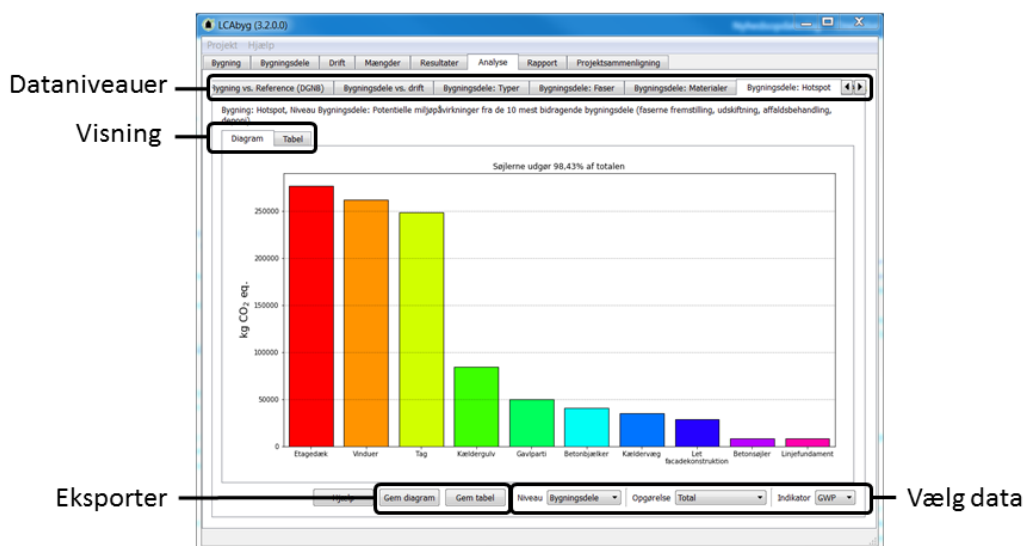 LCAbyg (3.2.0.0)
Projekt Hjælp
Bygning Bygningsdele Drift Mængder Resultater Analyse Rapport Projektsammenligning
Dataniveauer
Bygning vs. Reference (DGNB) Bygningsdele vs. drift Bygningsdele: Typer Bygningsdele: Faser Bygningsdele: Materialer Bygningsdele: Hotspot
Bygning: Hotspot, Niveau Bygningsdele: Potentielle miljøpåvirkninger fra de 10 mest bidragende bygningsdele (faserne fremstilling, udskiftning, affaldsbehandling,
deponi)
Visning
Diagram Tabel
Søjlerne udgør 98,43% af totalen
kg CO₂ eq.
250000
200000
150000
100000
50000
0
Etagedæk Vinduer Tag Kældergulv Gavlparti Betonbjælker Kældervæg Let facadekonstruktion Betonsøjler Linjefundament
Eksporter
Hjælp Gem diagram Gem tabel Niveau Bygningsdele Opgørelse Total Indikator GWP
Vælg data